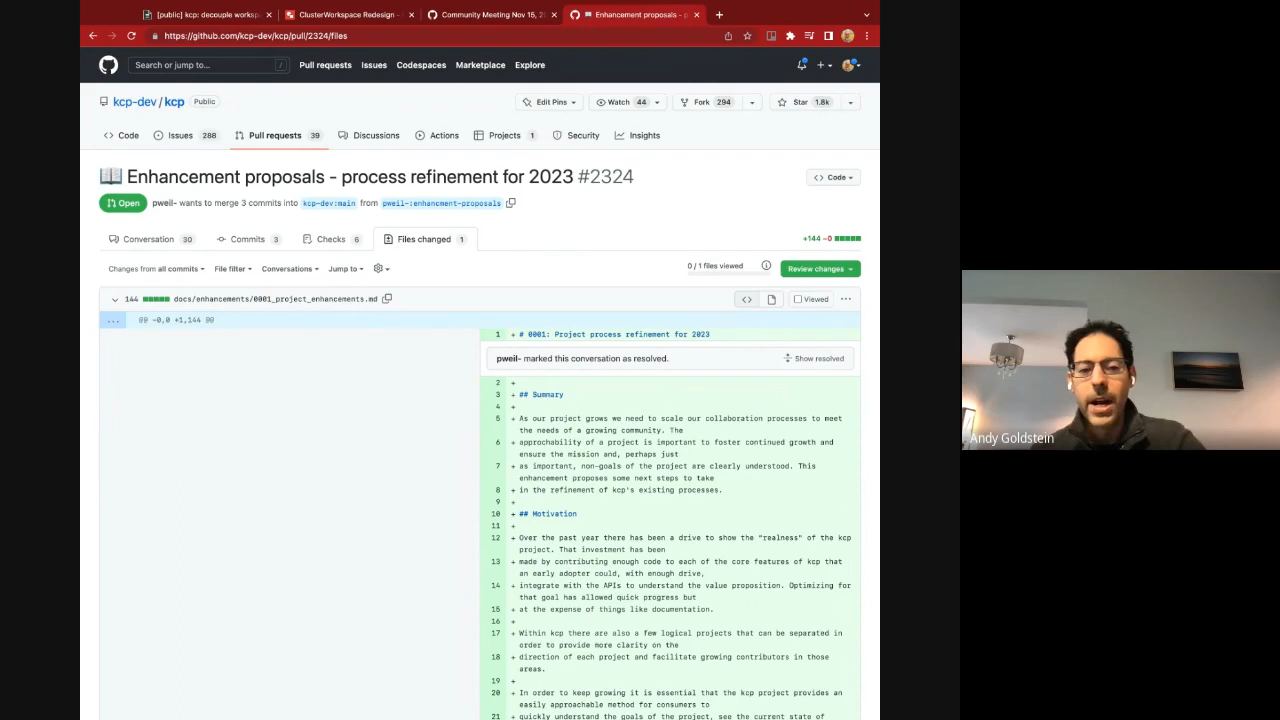 [public] kcp: decouple worksp
ClusterWorkspace Redesign -
Community Meeting Nov 15, 2
Enhancement proposals - p
https://github.com/kcp-dev/kcp/pull/2324/files
Search or jump to...
/
Pull requests
Issues
Codespaces
Marketplace
Explore
kcp-dev / kcp
Public
Edit Pins
Watch 44
Fork 294
Star 1.8k
Code
Issues 288
Pull requests 39
Discussions
Actions
Projects 1
Security
Insights
Enhancement proposals - process refinement for 2023 #2324
Code
Open
pweil- wants to merge 3 commits into kcp-dev:main from pweil-:enhancment-proposals
Conversation 30
Commits 3
Checks 6
Files changed 1
+144 −0
Changes from all commits
File filter
Conversations
Jump to
0 / 1 files viewed
Review changes
144 docs/enhancements/0001_project_enhancements.md
Viewed
...
@@ -0,0 +1,144 @@
1 + # 0001: Project process refinement for 2023
pweil- marked this conversation as resolved.
Show resolved
2 +
3 + ## Summary
4 +
5 + As our project grows we need to scale our collaboration processes to meet
the needs of a growing community. The
6 + approchability of a project is important to foster continued growth and
ensure the mission and, perhaps just
7 + as important, non-goals of the project are clearly understood. This
enhancement proposes some next steps to take
8 + in the refinement of kcp's existing processes.
9 +
10 + ## Motivation
11 +
12 + Over the past year there has been a drive to show the "realness" of the kcp
project. That investment has been
13 + made by contributing enough code to each of the core features of kcp that
an early adopter could, with enough drive,
14 + integrate with the APIs to understand the value proposition. Optimizing for
that goal has allowed quick progress but
15 + at the expense of things like documentation.
16 +
17 + Within kcp there are also a few logical projects that can be separated in
order to provide more clarity on the
18 + direction of each project and facilitate growing contributors in those
areas.
19 +
20 + In order to keep growing it is essential that the kcp project provides an
easily approachable method for consumers to
21 + quickly understand the goals of the project, see the current state of
Andy Goldstein